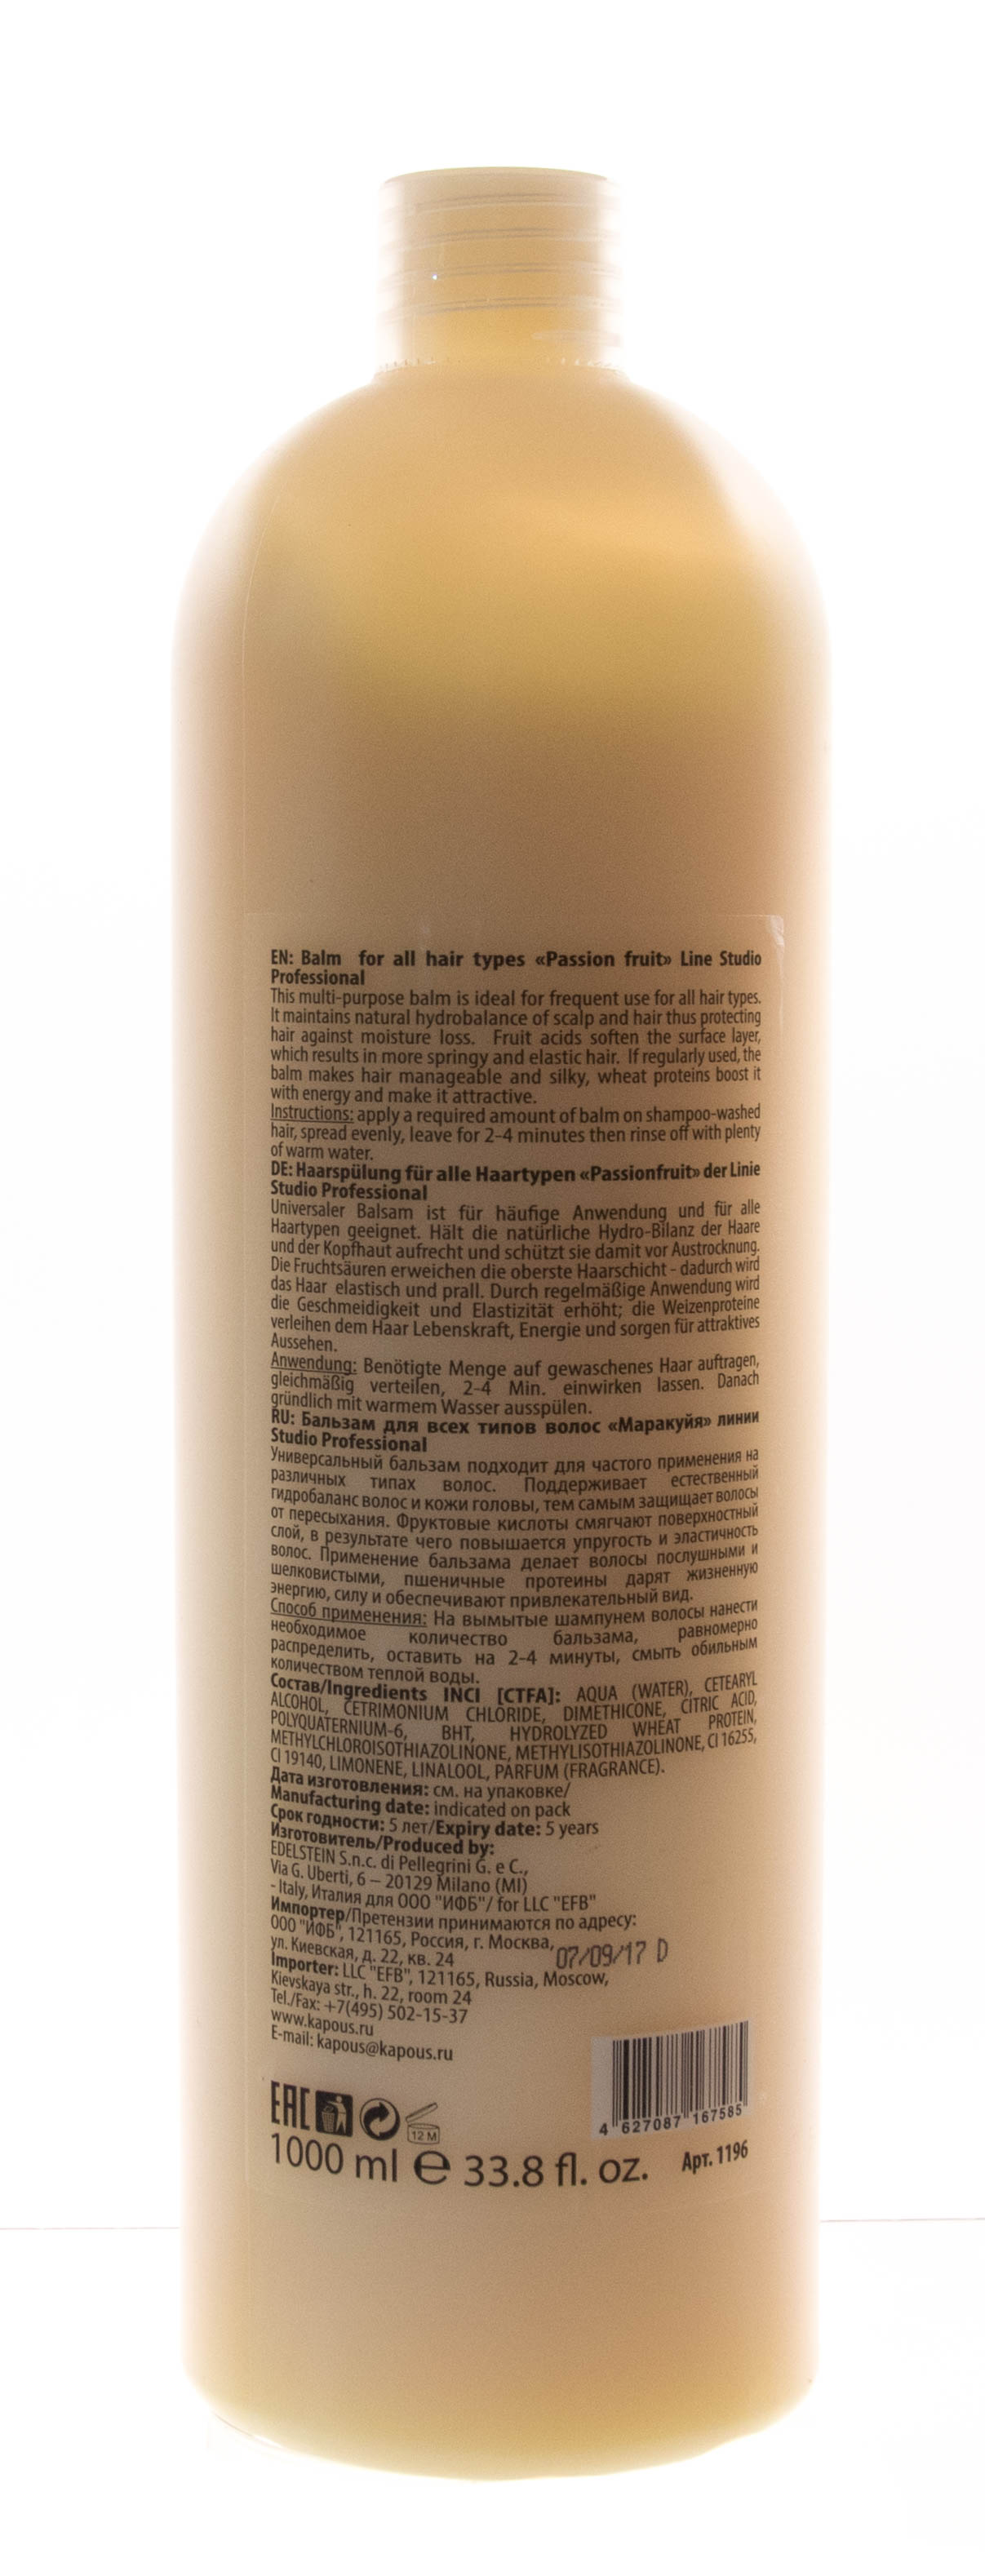 EN: Balm for all hair types «Passion fruit» Line Studio
Professional
This multi-purpose balm is ideal for frequent use for all hair types.
It maintains natural hydrobalance of scalp and hair thus protecting
hair against moisture loss. Fruit acids soften the surface layer,
which results in more springy and elastic hair. If regularly used, the
balm makes hair manageable and silky, wheat proteins boost it
with energy and make it attractive.
Instructions: apply a required amount of balm on shampoo-washed
hair, spread evenly, leave for 2-4 minutes then rinse off with plenty
of warm water.
DE: Haarspülung für alle Haartypen «Passionfruit» der Linie
Studio Professional
Universaler Balsam ist für häufige Anwendung und für alle
Haartypen geeignet. Hält die natürliche Hydro-Bilanz der Haare
und der Kopfhaut aufrecht und schützt sie damit vor Austrocknung.
Die Fruchtsäuren erweichen die oberste Haarschicht - dadurch wird
das Haar elastisch und prall. Durch regelmäßige Anwendung wird
die Geschmeidigkeit und Elastizität erhöht; die Weizenproteine
verleihen dem Haar Lebenskraft, Energie und sorgen für attraktives
Aussehen.
Anwendung: Benötigte Menge auf gewaschenes Haar auftragen,
gleichmäßig verteilen, 2-4 Min. einwirken lassen. Danach
gründlich mit warmem Wasser ausspülen.
RU: Бальзам для всех типов волос «Маракуйя» линии
Studio Professional
Универсальный бальзам подходит для частого применения на
различных типах волос. Поддерживает естественный
гидробаланс волос и кожи головы, тем самым защищает волосы
от пересыхания. Фруктовые кислоты смягчают поверхностный
слой, в результате чего повышается упругость и эластичность
волос. Применение бальзама делает волосы послушными и
шелковистыми, пшеничные протеины дарят жизненную
энергию, силу и обеспечивают привлекательный вид.
Способ применения: На вымытые шампунем волосы нанести
необходимое количество бальзама, равномерно
распределить, оставить на 2-4 минуты, смыть обильным
количеством теплой воды.
Состав/Ingredients INCI [CTFA]: AQUA (WATER), CETEARYL
ALCOHOL, CETRIMONIUM CHLORIDE, DIMETHICONE, CITRIC ACID,
POLYQUATERNIUM-6, BHT, HYDROLYZED WHEAT PROTEIN,
METHYLCHLOROISOTHIAZOLINONE, METHYLISOTHIAZOLINONE, CI 16255,
CI 19140, LIMONENE, LINALOOL, PARFUM (FRAGRANCE).
Дата изготовления: см. на упаковке/
Manufacturing date: indicated on pack
Срок годности: 5 лет/Expiry date: 5 years
Изготовитель/Produced by:
EDELSTEIN S.n.c. di Pellegrini G. e C.,
Via G. Uberti, 6 – 20129 Milano (MI)
- Italy, Италия для ООО "ИФБ"/ for LLC "EFB"
Импортер/Претензии принимаются по адресу:
ООО "ИФБ", 121165, Россия, г. Москва,
ул. Киевская, д. 22, кв. 24
07/09/17 D
Importer: LLC "EFB", 121165, Russia, Moscow,
Kievskaya str., h. 22, room 24
Tel./Fax: +7(495) 502-15-37
www.kapous.ru
E-mail: kapous@kapous.ru
4 627087 167585
EAC
12 M
1000 ml e 33.8 fl. oz. Арт. 1196